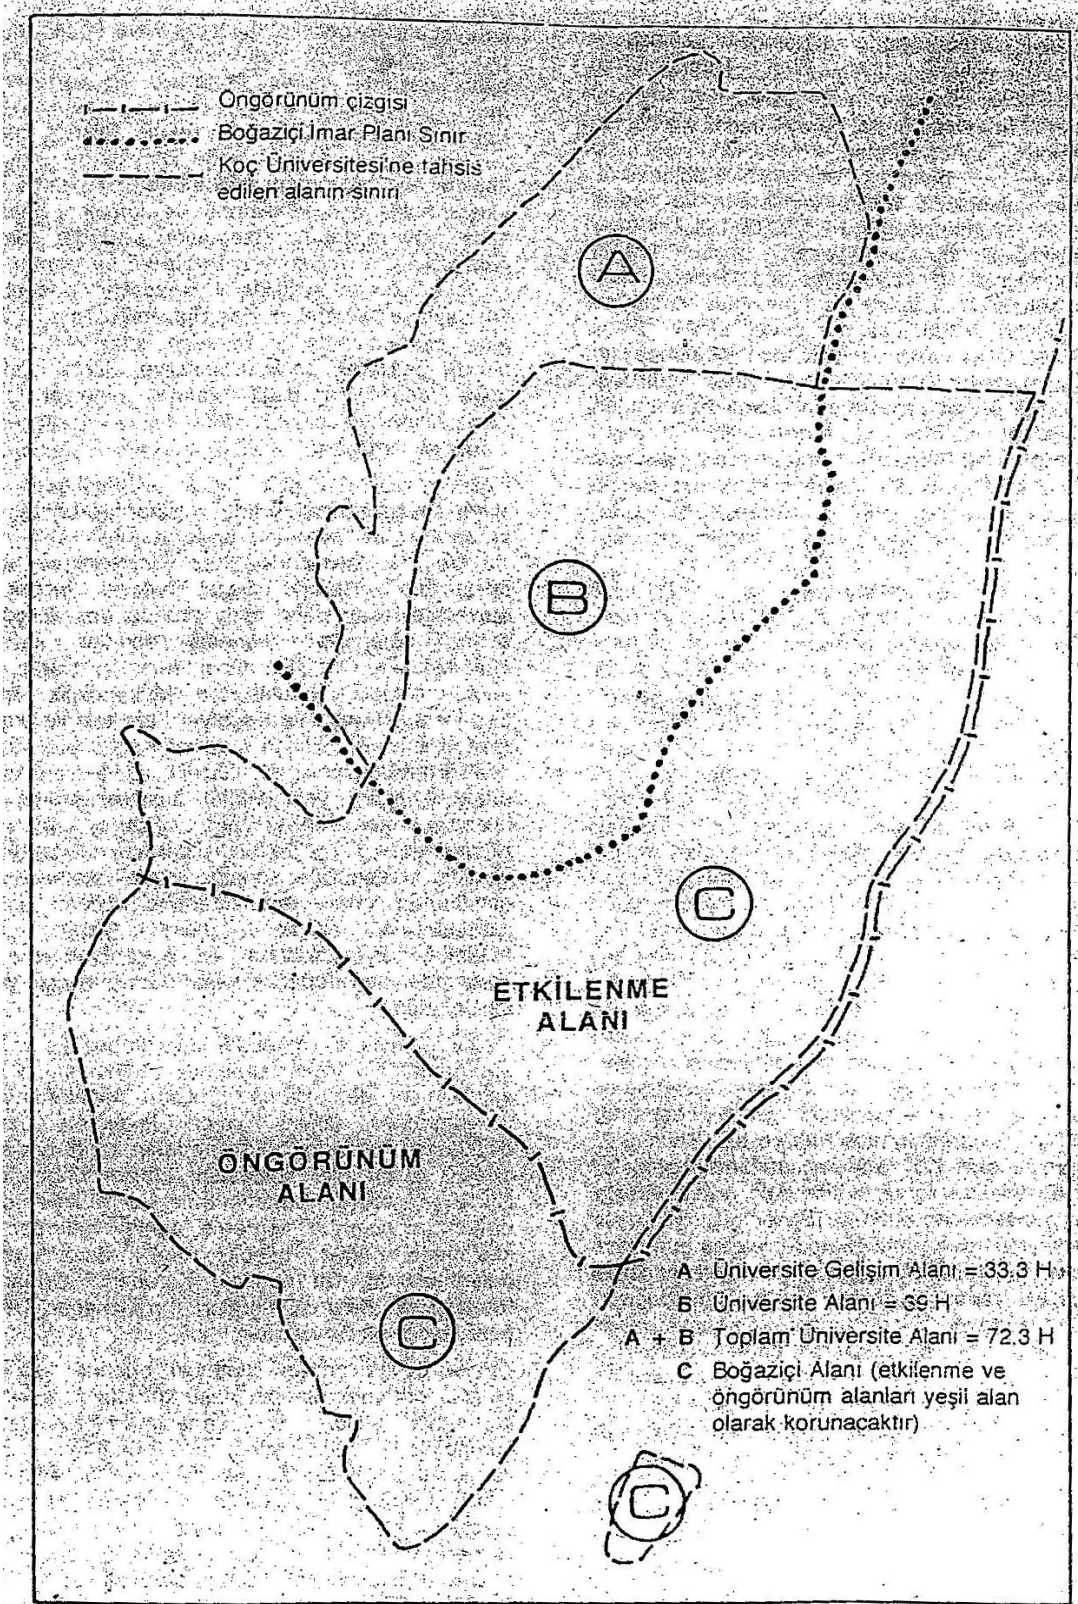 Öngörünüm çizgisi
Boğaziçi İmar Planı Sınır
Koç Üniversitesi'ne tahsis
edilen alanın sınırı
A
B
C
ETKİLENME
ALANI
ÖNGÖRÜNÜM
ALANI
C
A Üniversite Gelişim Alanı = 33.3 H
B Üniversite Alanı = 39 H
A + B Toplam Üniversite Alanı = 72.3 H
C Boğaziçi Alanı (etkilenme ve
öngörünüm alanları yeşil alan
olarak korunacaktır)
C